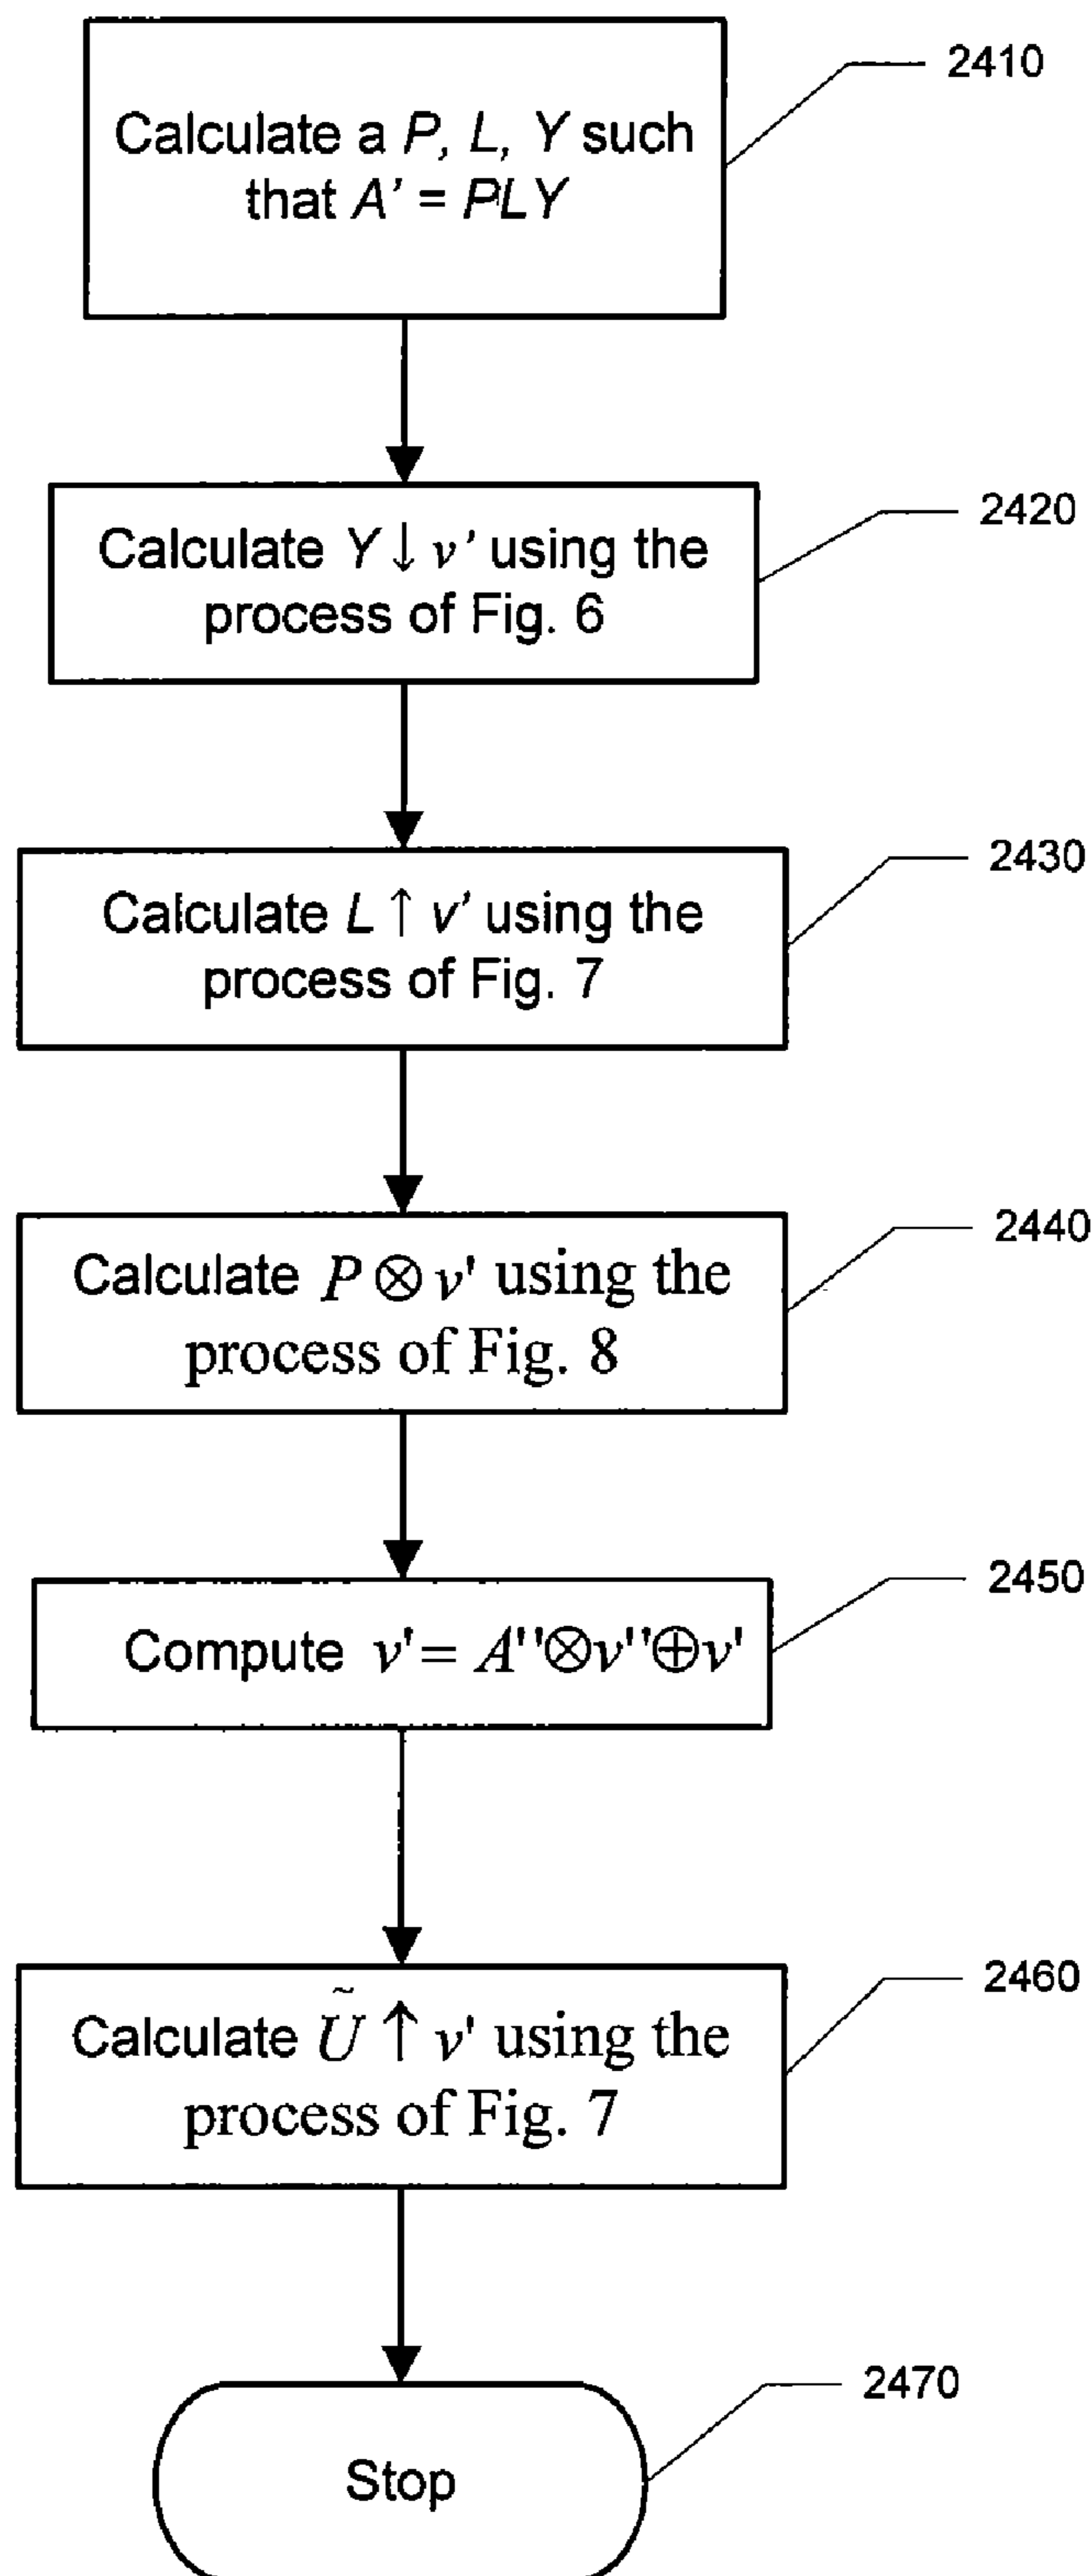 2410
Calculate a P, L, Y such
that A' = PLY
2420
Calculate Y ↓ v' using the
process of Fig. 6
2430
Calculate L ↑ v' using the
process of Fig. 7
2440
Calculate P ⊗ v' using the
process of Fig. 8
2450
Compute v' = A''⊗v''⊕v'
2460
Calculate Ũ ↑ v' using the
process of Fig. 7
2470
Stop